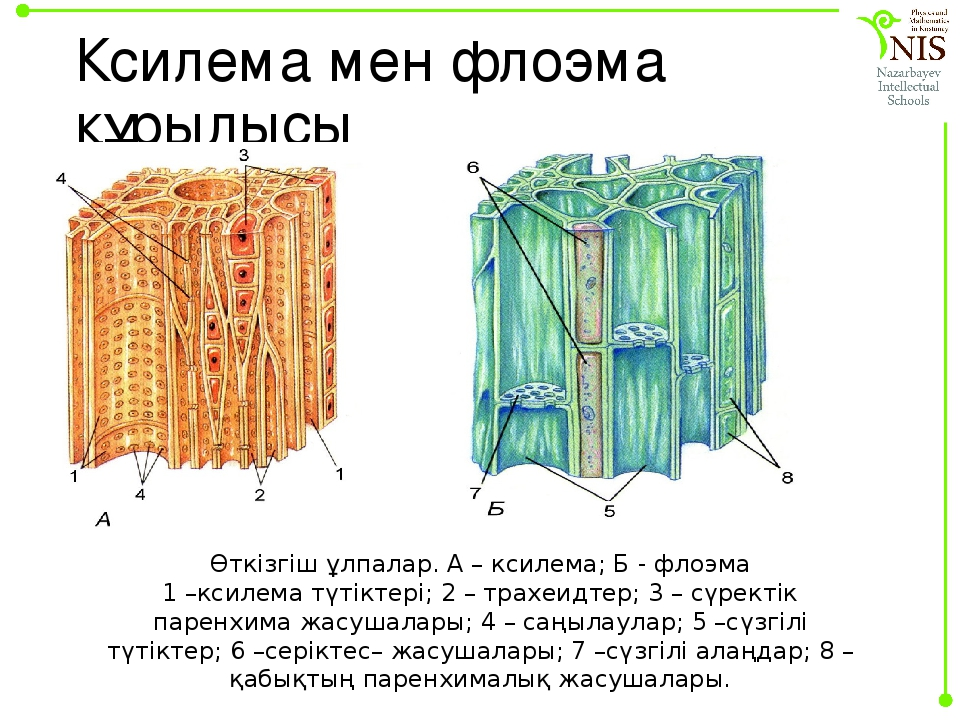 Physics and
Mathematics
in Kostanay
NIS
Nazarbayev
Intellectual
Schools
Ксилема мен флоэма
құрылысы
3
4
1
4
2
1
А
6
7
Б
5
8
Өткізгіш ұлпалар. А – ксилема; Б - флоэма
1 –ксилема түтіктері; 2 – трахеидтер; 3 – сүректік
паренхима жасушалары; 4 – саңылаулар; 5 –сүзгілі
түтіктер; 6 –серіктес– жасушалары; 7 –сүзгілі алаңдар; 8 –
қабықтың паренхималық жасушалары.